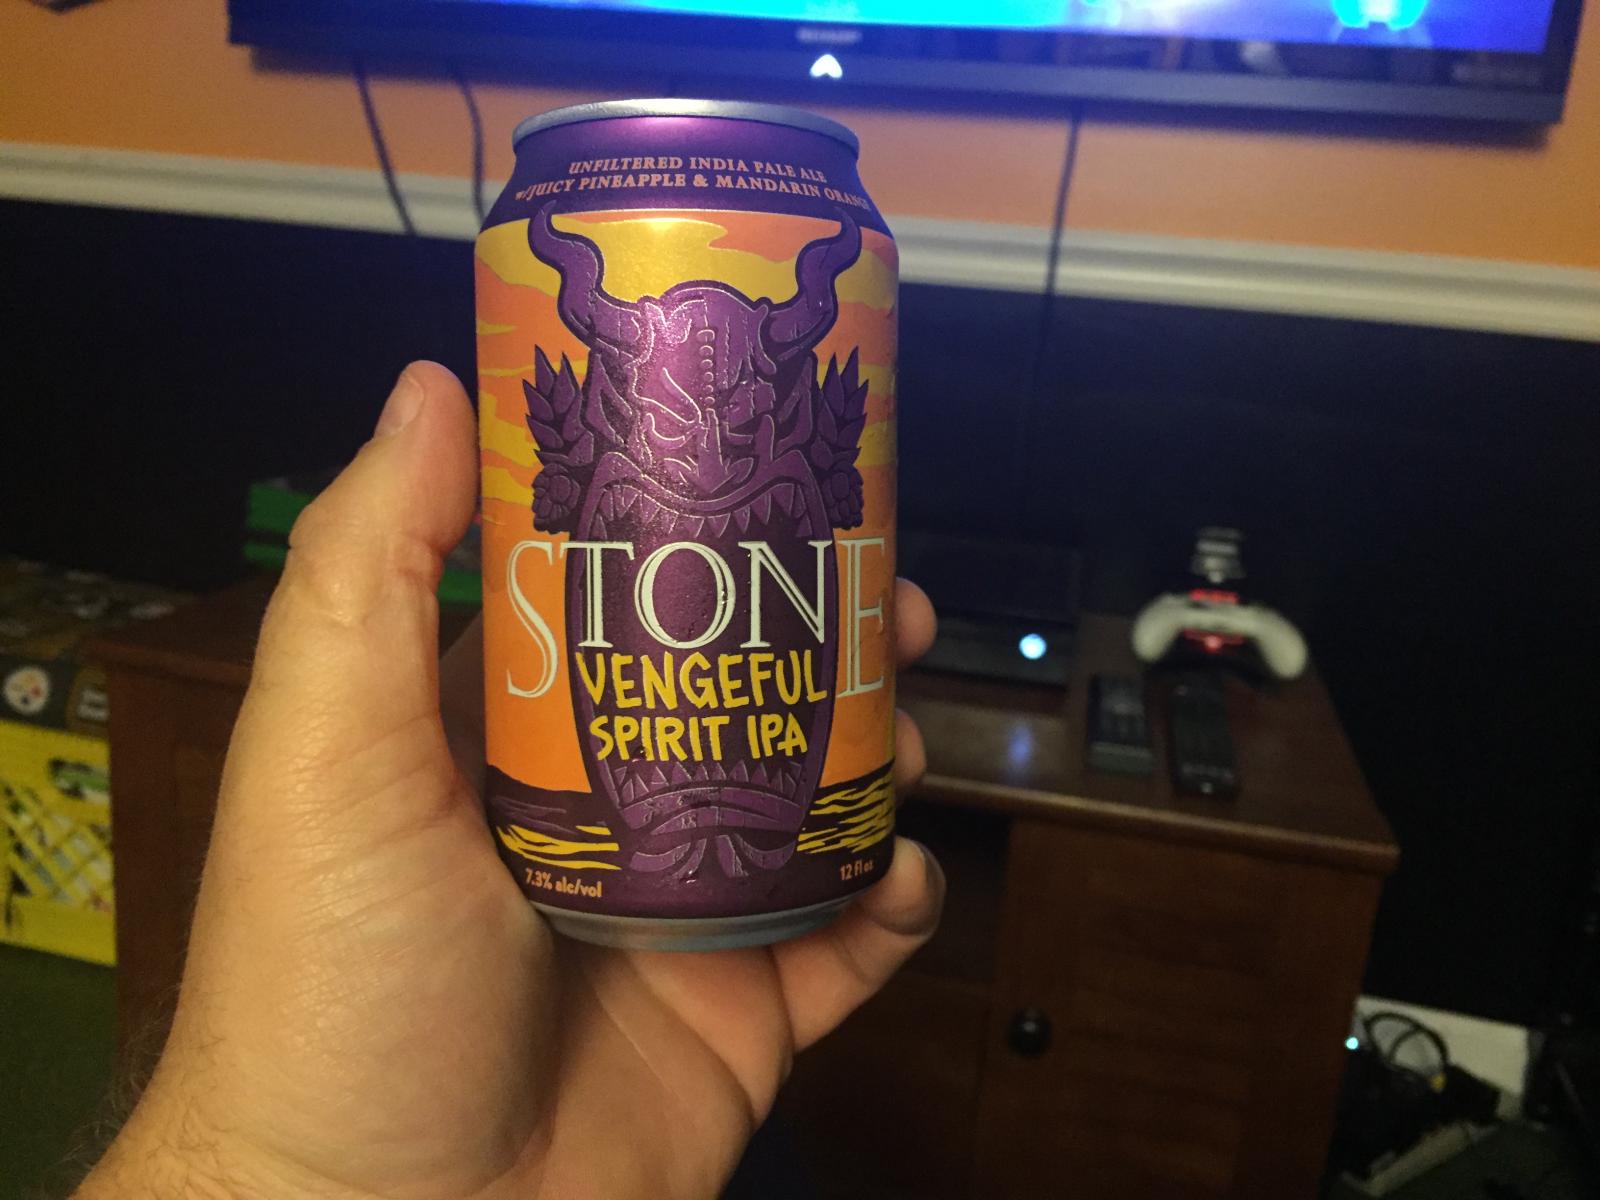 UNFILTERED INDIA PALE ALE
w/JUICY PINEAPPLE & MANDARIN ORANGE
STONE
VENGEFUL
SPIRIT IPA
7.3% alc/vol
12 fl oz